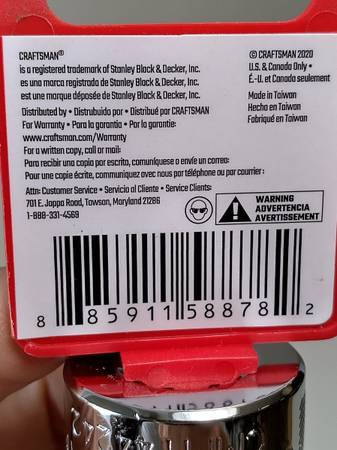 CRAFTSMAN®
is a registered trademark of Stanley Black & Decker, Inc.
es una marca registrada de Stanley Black & Decker, Inc.
est une marque déposée de Stanley Black & Decker, Inc.
© CRAFTSMAN 2020
U.S. & Canada Only •
É.-U. et Canada seulement
Distributed by • Distrubuido por • Distribué par CRAFTSMAN
For Warranty • Para la garantia • Por la garantie:
www.craftsman.com/Warranty
Made in Taiwan
Hecho en Taiwan
Fabriqué en Taiwan
For a written copy, call or mail:
Para recibir una copia por escrito, comuníquese o envíe un correo:
Pour une copie écrite, communiquez avec nous par téléphone ou par courrier :
Attn: Customer Service • Servicio al Cliente • Service Clients:
701 E. Joppa Road, Towson, Maryland 21286
1-888-331-4569
WARNING
ADVERTENCIA
AVERTISSEMENT
8 85911 58878 2